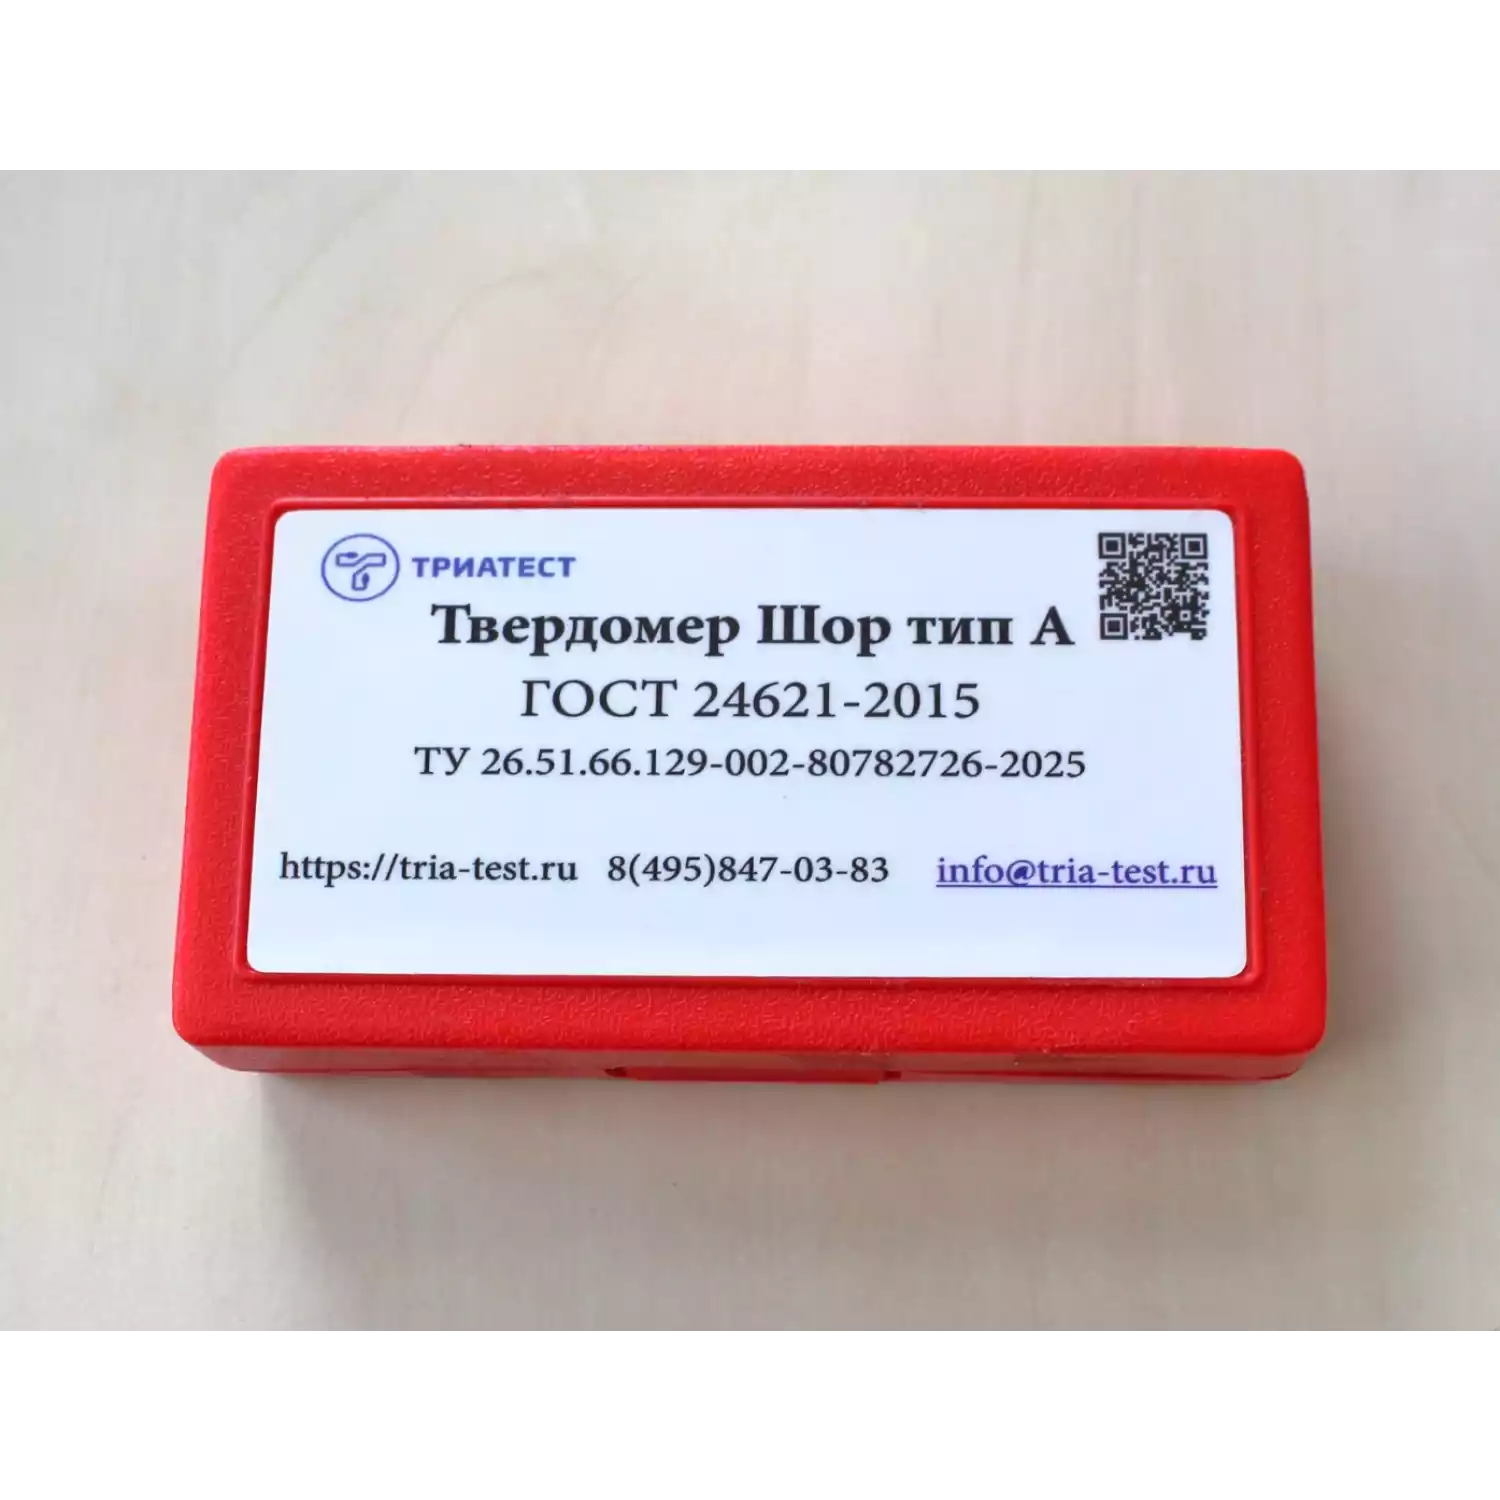 ТРИАТЕСТ
Твердомер Шор тип А
ГОСТ 24621-2015
ТУ 26.51.66.129-002-80782726-2025
https://tria-test.ru 8(495)847-03-83 info@tria-test.ru